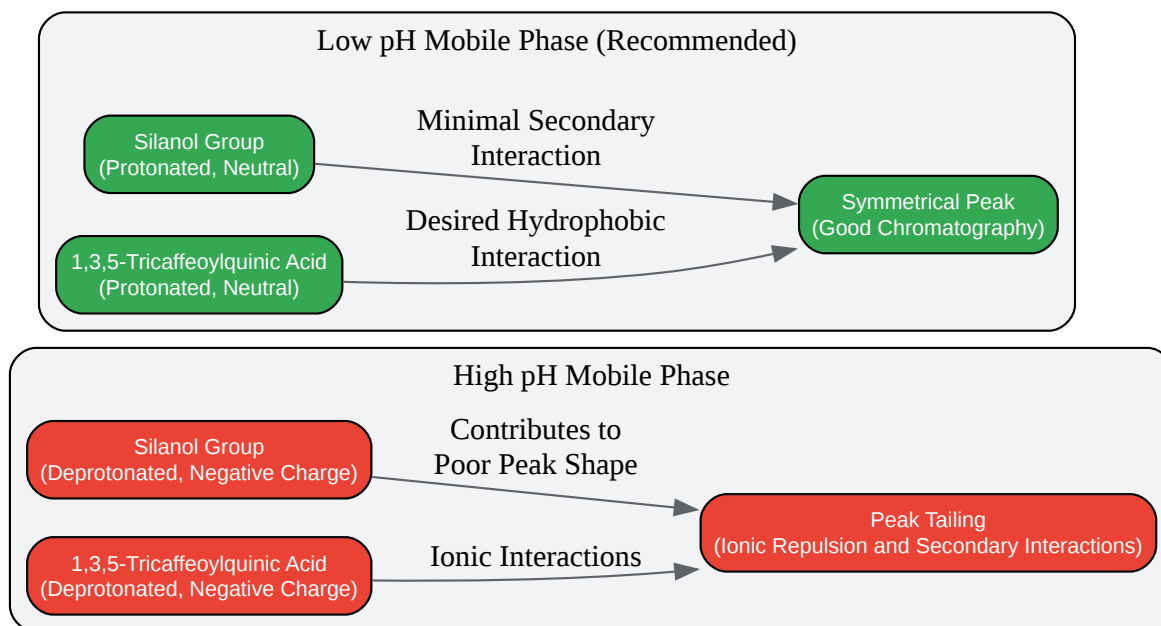 Low pH Mobile Phase (Recommended)
Silanol Group
(Protonated, Neutral)
Minimal Secondary
Interaction
1,3,5-Tricaffeoylquinic Acid
(Protonated, Neutral)
Desired Hydrophobic
Interaction
Symmetrical Peak
(Good Chromatography)
High pH Mobile Phase
Silanol Group
(Deprotonated, Negative Charge)
Contributes to
Poor Peak Shape
1,3,5-Tricaffeoylquinic Acid
(Deprotonated, Negative Charge)
Ionic Interactions
Peak Tailing
(Ionic Repulsion and Secondary Interactions)